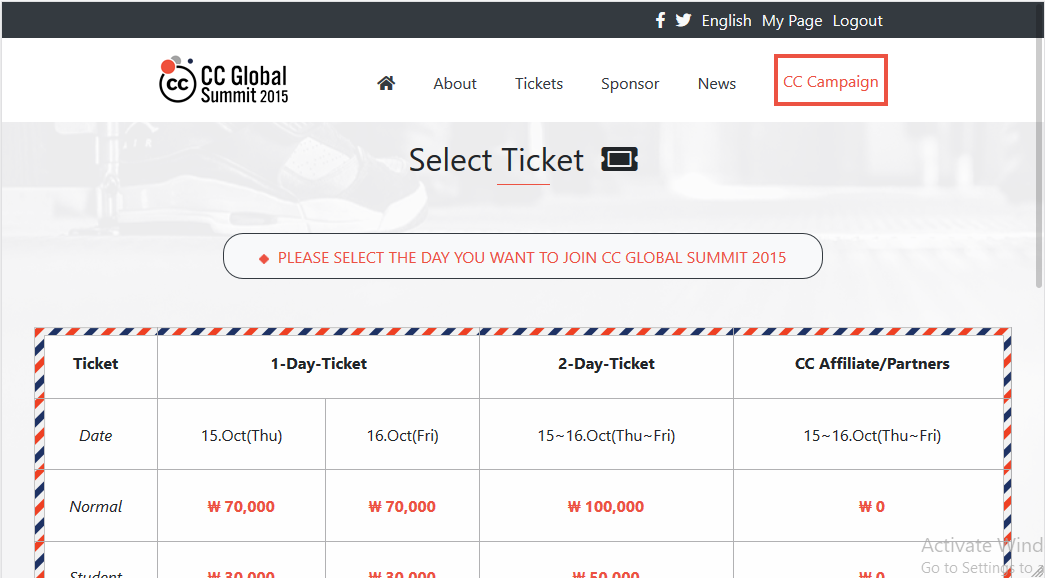 English My Page Logout
CC Global
Summit 2015
About Tickets Sponsor News CC Campaign
Select Ticket
PLEASE SELECT THE DAY YOU WANT TO JOIN CC GLOBAL SUMMIT 2015
Ticket 1-Day-Ticket 2-Day-Ticket CC Affiliate/Partners
Date 15.Oct(Thu) 16.Oct(Fri) 15~16.Oct(Thu~Fri) 15~16.Oct(Thu~Fri)
Normal ₩ 70,000 ₩ 70,000 ₩ 100,000 ₩ 0
Student ₩ 30,000 ₩ 30,000 ₩ 50,000 ₩ 0
Activate Wind
Go to Settings to a